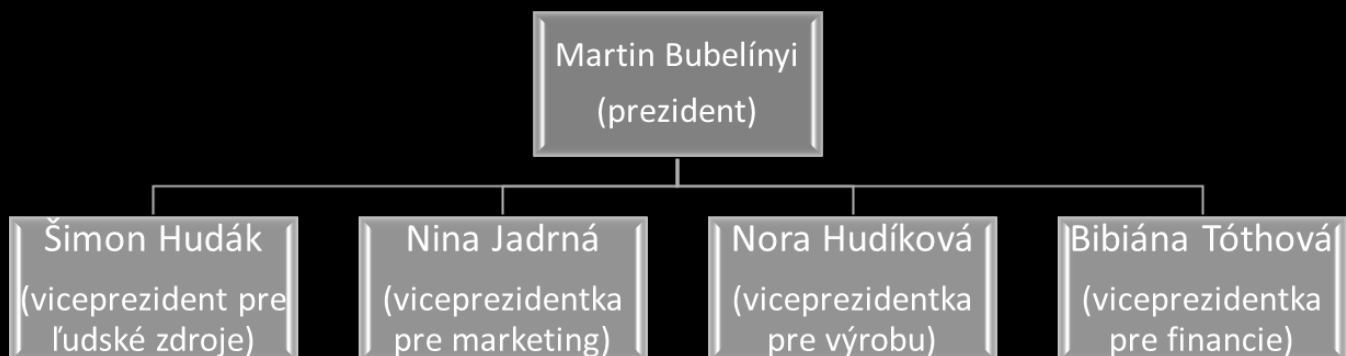 Martin Bubelínyi
(prezident)
Šimon Hudák
(viceprezident pre
ľudské zdroje)
Nina Jadrná
(viceprezidentka
pre marketing)
Nora Hudíková
(viceprezidentka
pre výrobu)
Bibiána Tóthová
(viceprezidentka
pre financie)